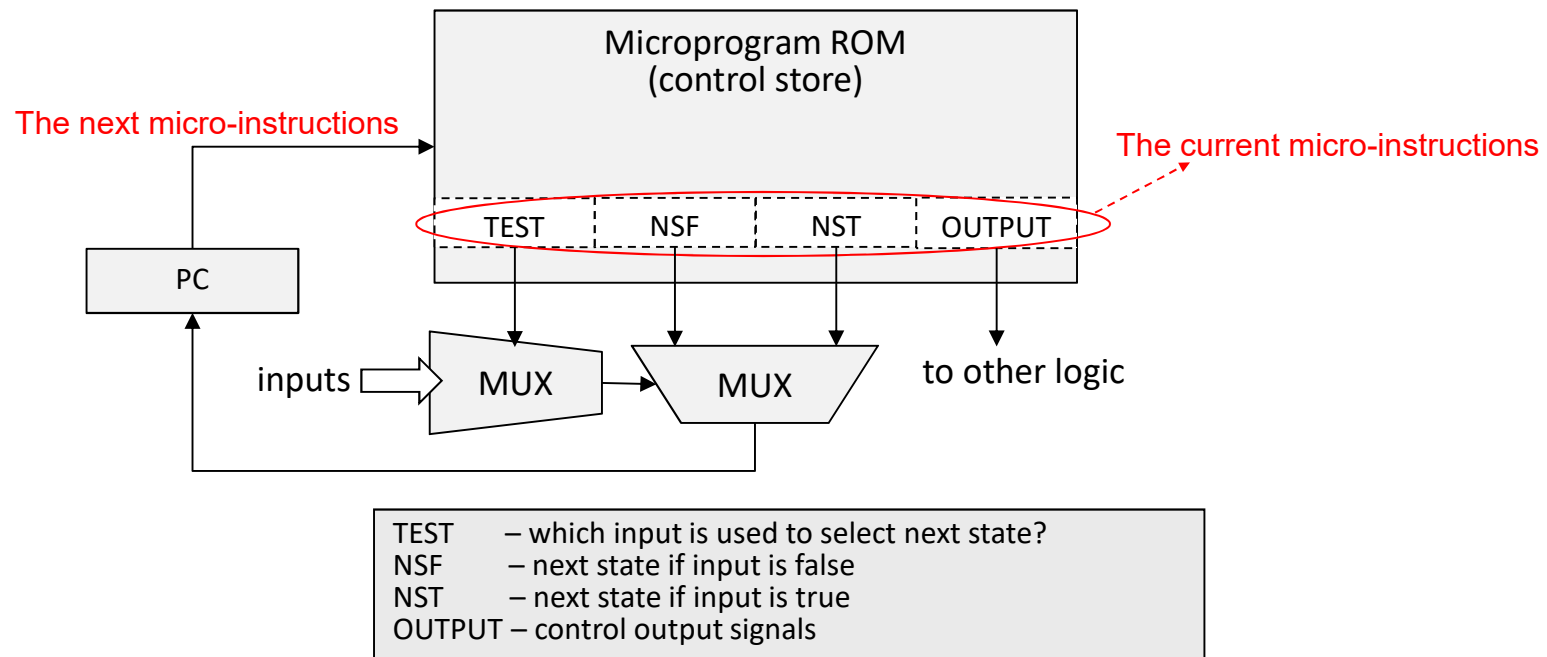 Microprogram ROM
(control store)
The next micro-instructions
The current micro-instructions
TEST NSF NST OUTPUT
PC
inputs MUX MUX to other logic
TEST – which input is used to select next state?
NSF – next state if input is false
NST – next state if input is true
OUTPUT – control output signals